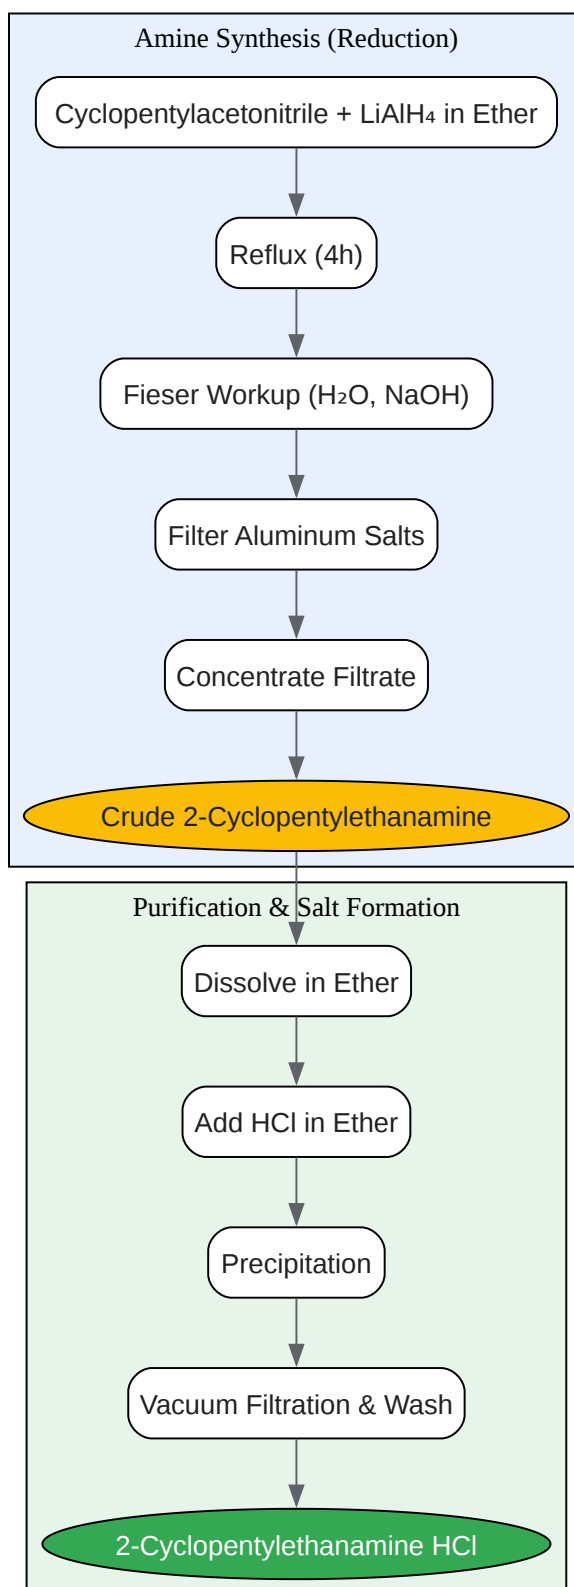 Amine Synthesis (Reduction)
Cyclopentylacetonitrile + LiAlH₄ in Ether
Reflux (4h)
Fieser Workup (H₂O, NaOH)
Filter Aluminum Salts
Concentrate Filtrate
Crude 2-Cyclopentylethanamine
Purification & Salt Formation
Dissolve in Ether
Add HCl in Ether
Precipitation
Vacuum Filtration & Wash
2-Cyclopentylethanamine HCl